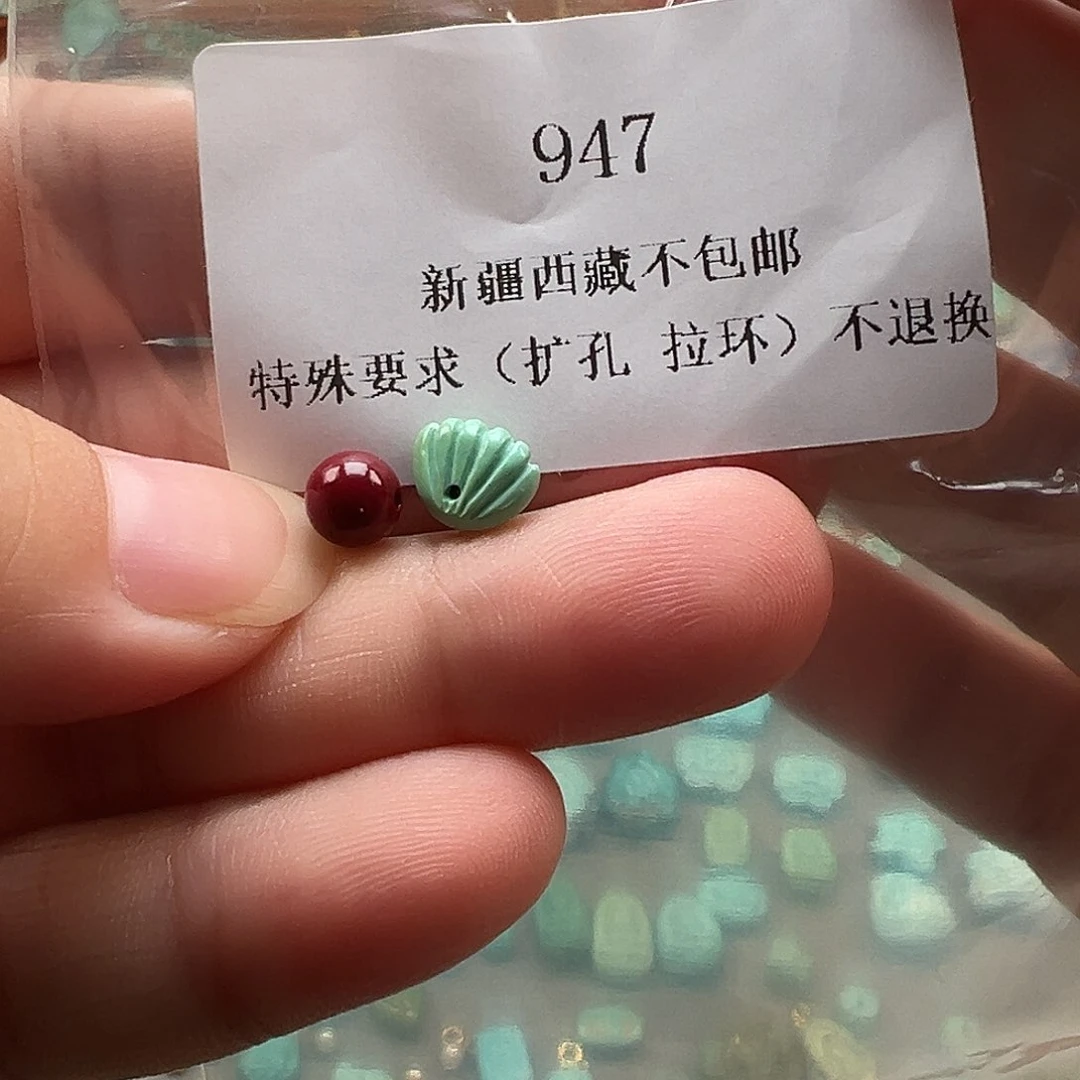 947
新疆西藏不包邮
特殊要求（扩孔 拉环）不退换